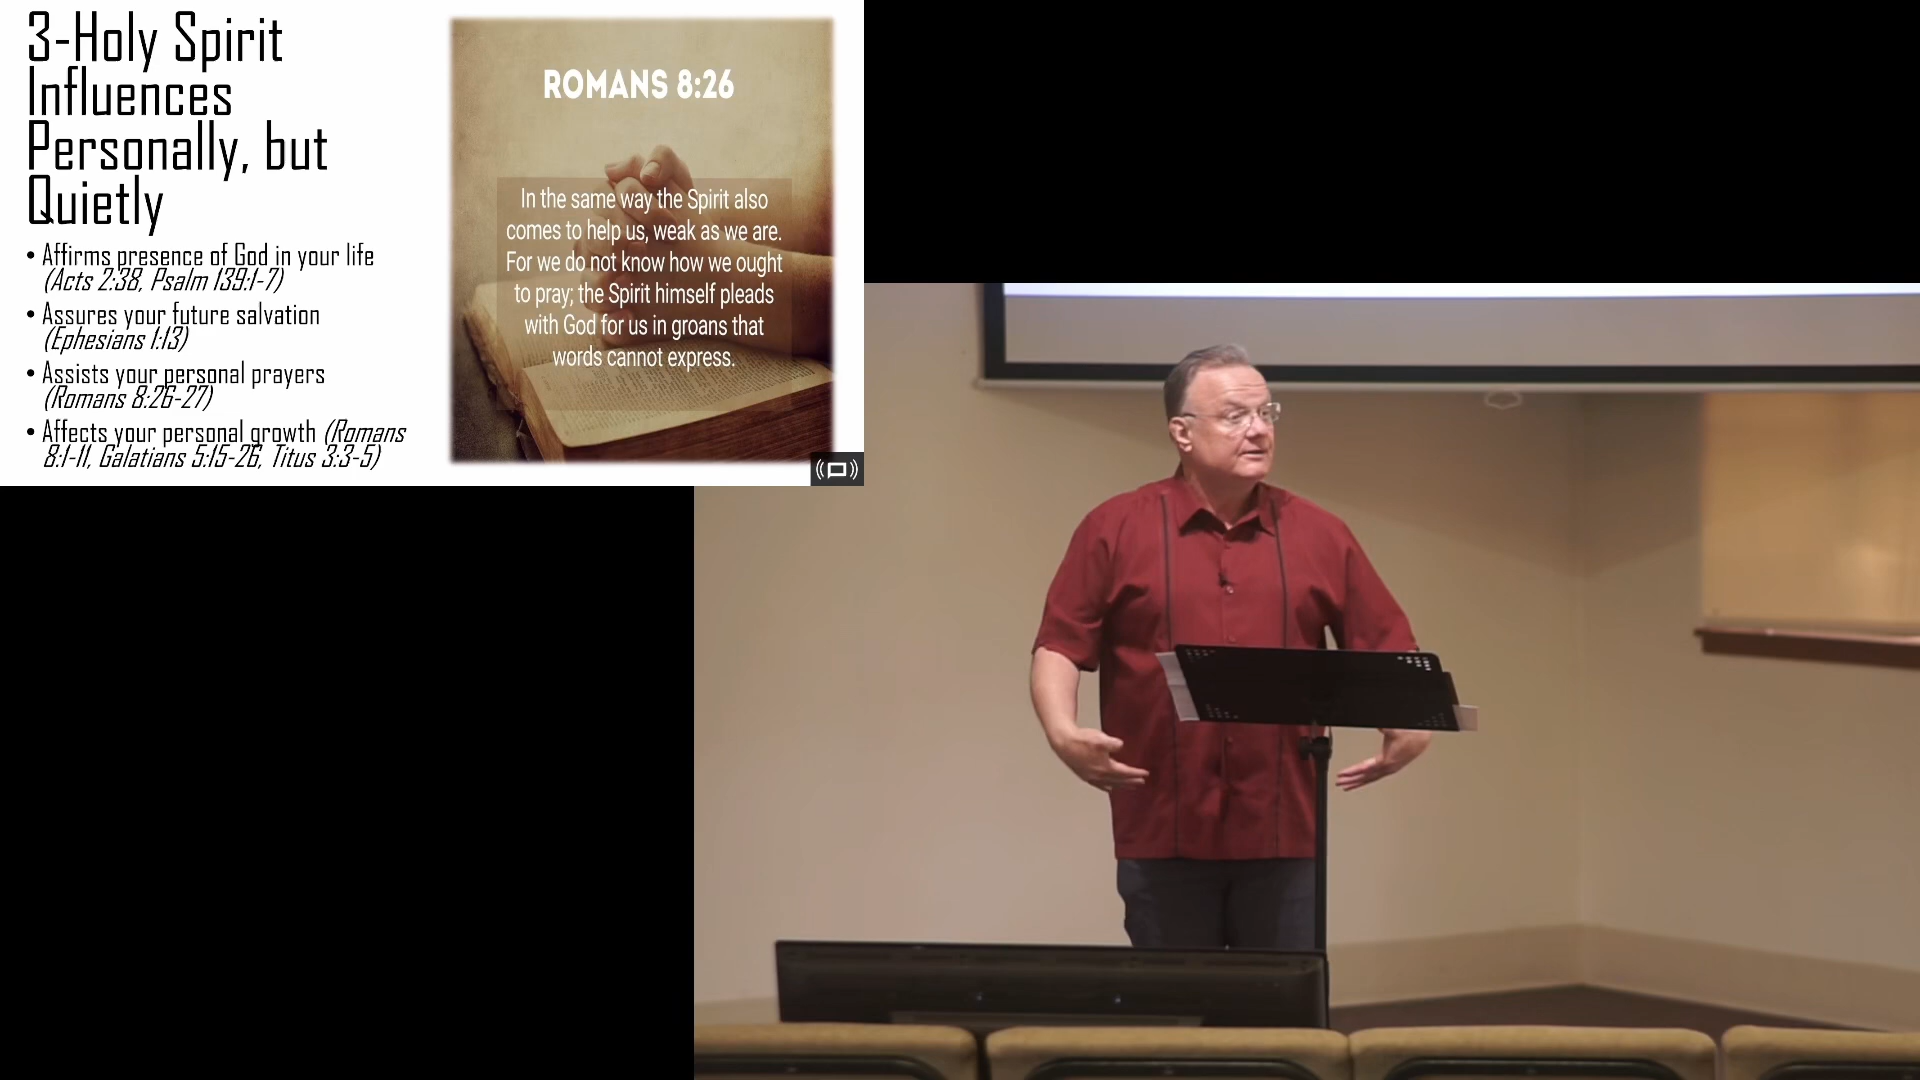 3-Holy Spirit
Influences
Personally, but
Quietly
• Affirms presence of God in your life
(Acts 2:38, Psalm 139:1-7)
• Assures your future salvation
(Ephesians 1:13)
• Assists your personal prayers
(Romans 8:26-27)
• Affects your personal growth (Romans
8:1-11, Galatians 5:15-26, Titus 3:3-5)
ROMANS 8:26
In the same way the Spirit also
comes to help us, weak as we are.
For we do not know how we ought
to pray; the Spirit himself pleads
with God for us in groans that
words cannot express.